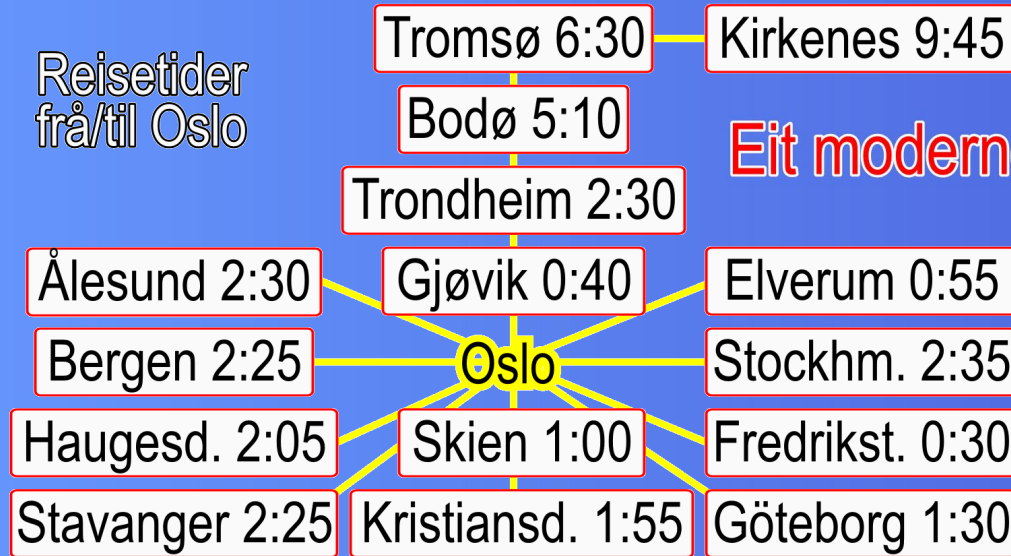 Tromsø 6:30
Kirkenes 9:45
Reisetider
frå/til Oslo
Bodø 5:10
Eit modern
Trondheim 2:30
Ålesund 2:30
Gjøvik 0:40
Elverum 0:55
Bergen 2:25
Oslo
Stockhm. 2:35
Haugesd. 2:05
Skien 1:00
Fredrikst. 0:30
Stavanger 2:25
Kristiansd. 1:55
Göteborg 1:30